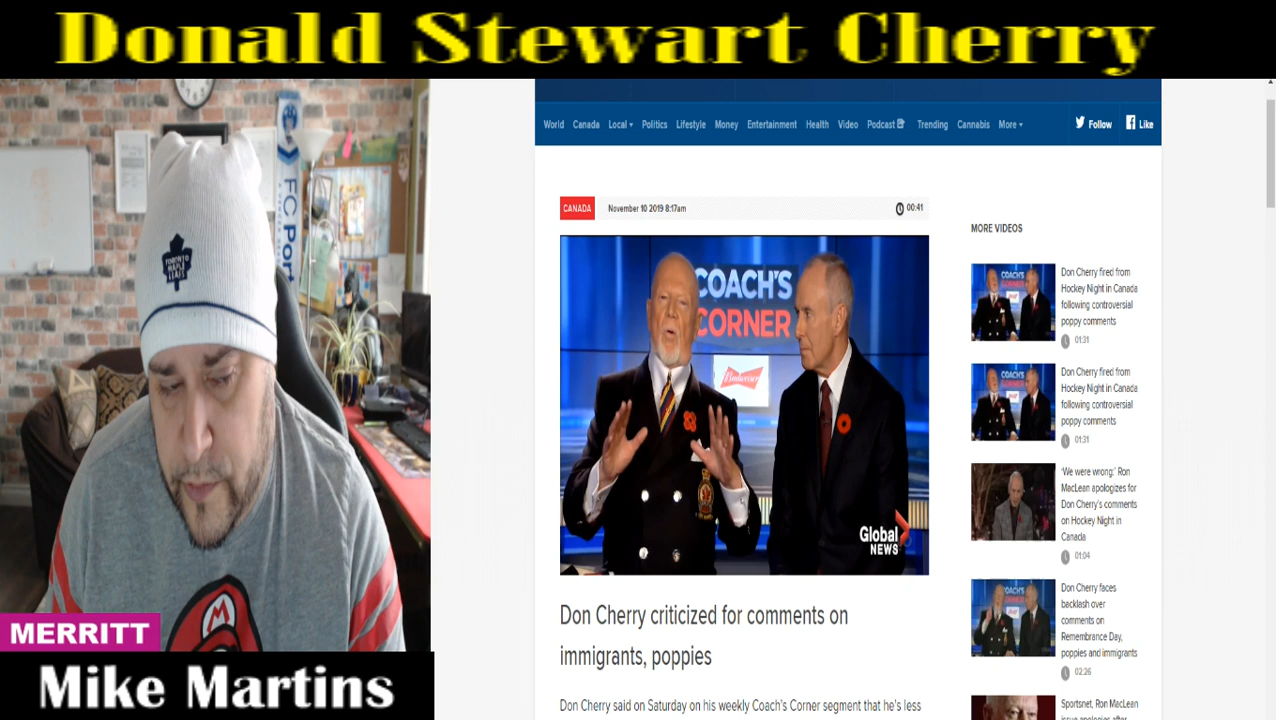 Donald Stewart Cherry
World Canada Local Politics Lifestyle Money Entertainment Health Video Podcast Trending Cannabis More Follow Like
CANADA November 10 2019 8:17am 00:41
COACH'S
CORNER
Budweiser
Global
NEWS
Don Cherry criticized for comments on
immigrants, poppies
Don Cherry said on Saturday on his weekly Coach's Corner segment that he's less
MORE VIDEOS
Don Cherry fired from
Hockey Night in Canada
following controversial
poppy comments
01:31
Don Cherry fired from
Hockey Night in Canada
following controversial
poppy comments
01:31
'We were wrong:' Ron
MacLean apologizes for
Don Cherry's comments
on Hockey Night in
Canada
01:04
Don Cherry faces
backlash over
comments on
Remembrance Day,
poppies and immigrants
02:26
Sportsnet, Ron MacLean
TORONTO
MAPLE
LEAFS
FC Port
MERRITT
Mike Martins